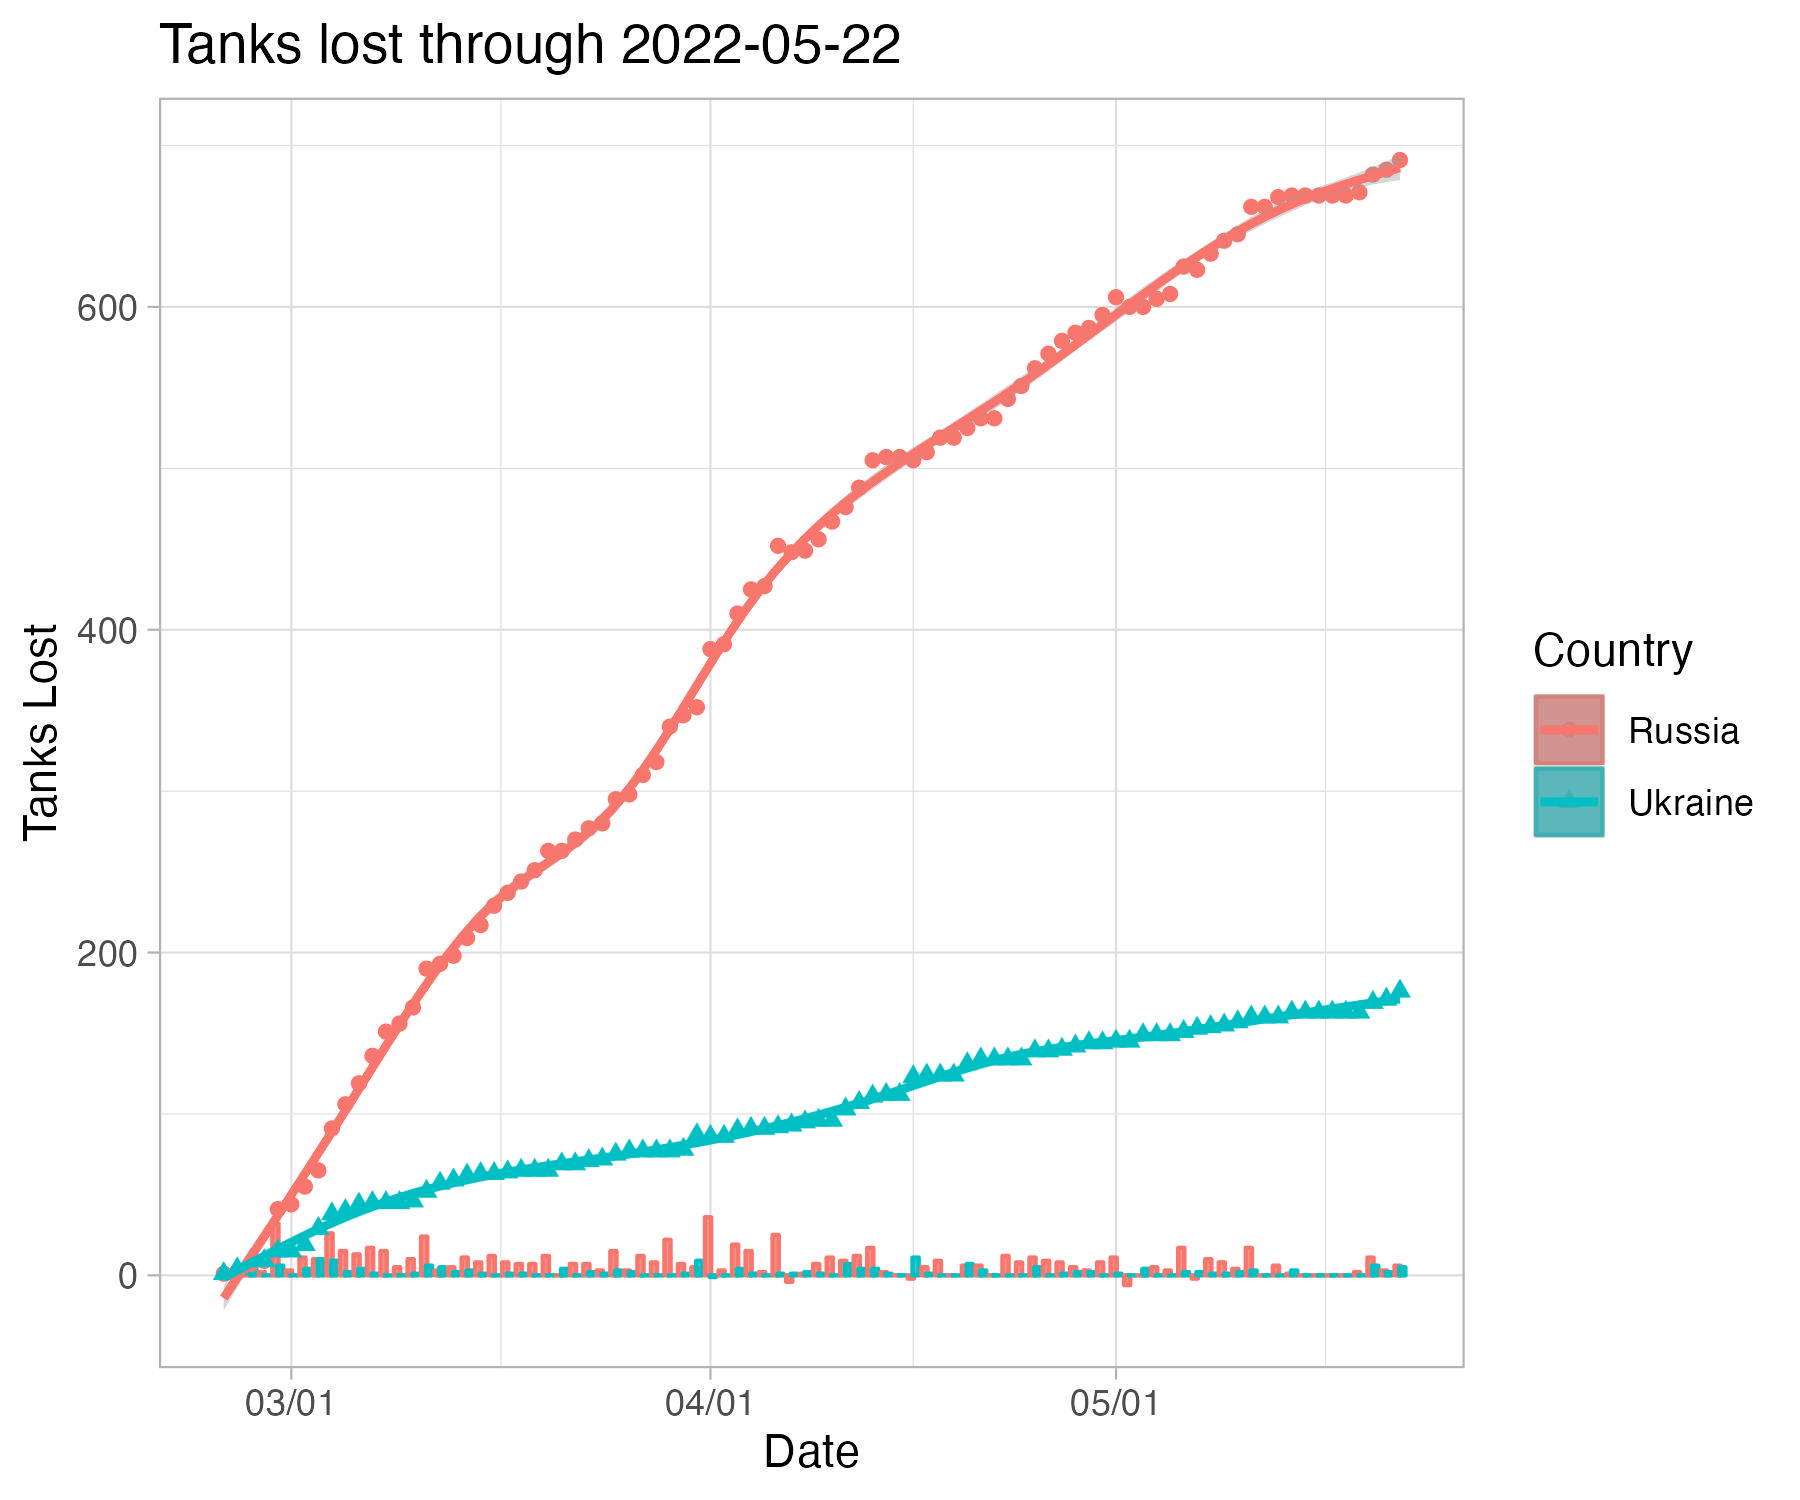 Tanks lost through 2022-05-22
Tanks Lost
600
400
200
0
03/01
04/01
05/01
Date
Country
Russia
Ukraine